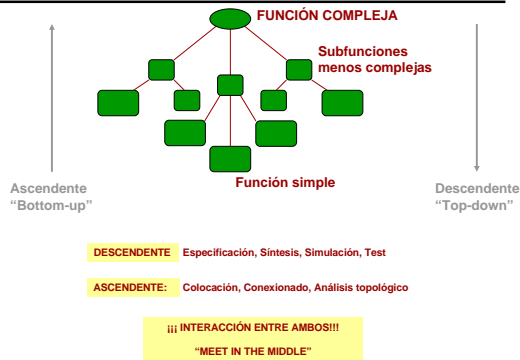 FUNCIÓN COMPLEJA
Subfunciones
menos complejas
Función simple
Ascendente
“Bottom-up”
Descendente
“Top-down”
DESCENDENTE Especificación, Síntesis, Simulación, Test
ASCENDENTE: Colocación, Conexionado, Análisis topológico
¡¡¡ INTERACCIÓN ENTRE AMBOS!!!
“MEET IN THE MIDDLE”